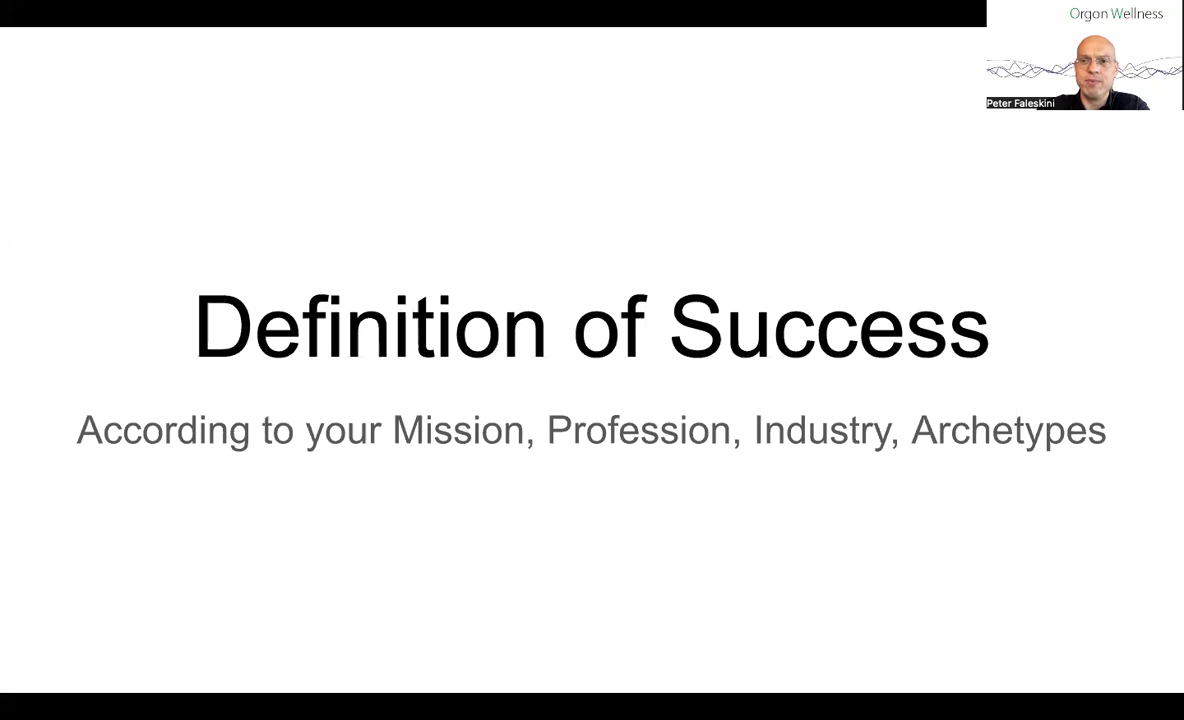 Orgon Wellness
Peter Faleskini
Definition of Success
According to your Mission, Profession, Industry, Archetypes